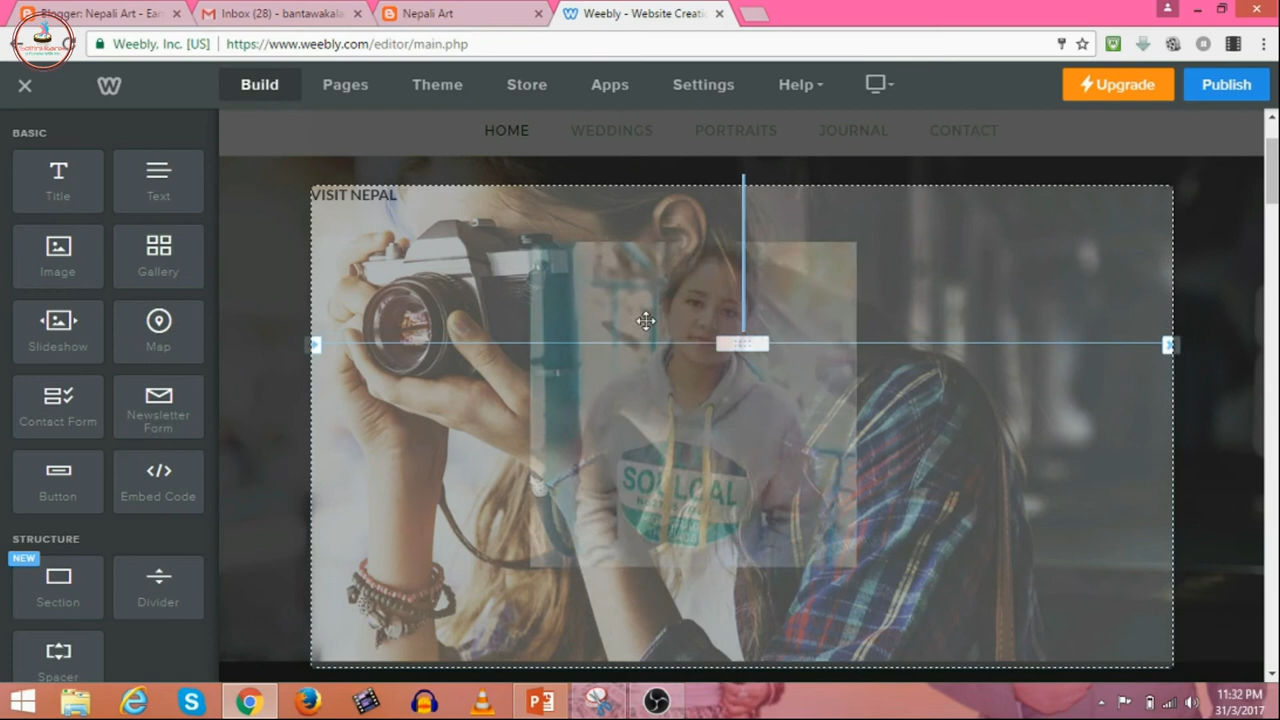 Blogger: Nepali Art - Ear
Inbox (28) - bantawakala
Nepali Art
Weebly - Website Creati
Weebly, Inc. [US]
https://www.weebly.com/editor/main.php
Build
Pages
Theme
Store
Apps
Settings
Help
Upgrade
Publish
HOME
WEDDINGS
PORTRAITS
JOURNAL
CONTACT
BASIC
Title
Text
Image
Gallery
Slideshow
Map
Contact Form
Newsletter
Form
Button
Embed Code
STRUCTURE
NEW
Section
Divider
Spacer
VISIT NEPAL
11:32 PM
31/3/2017